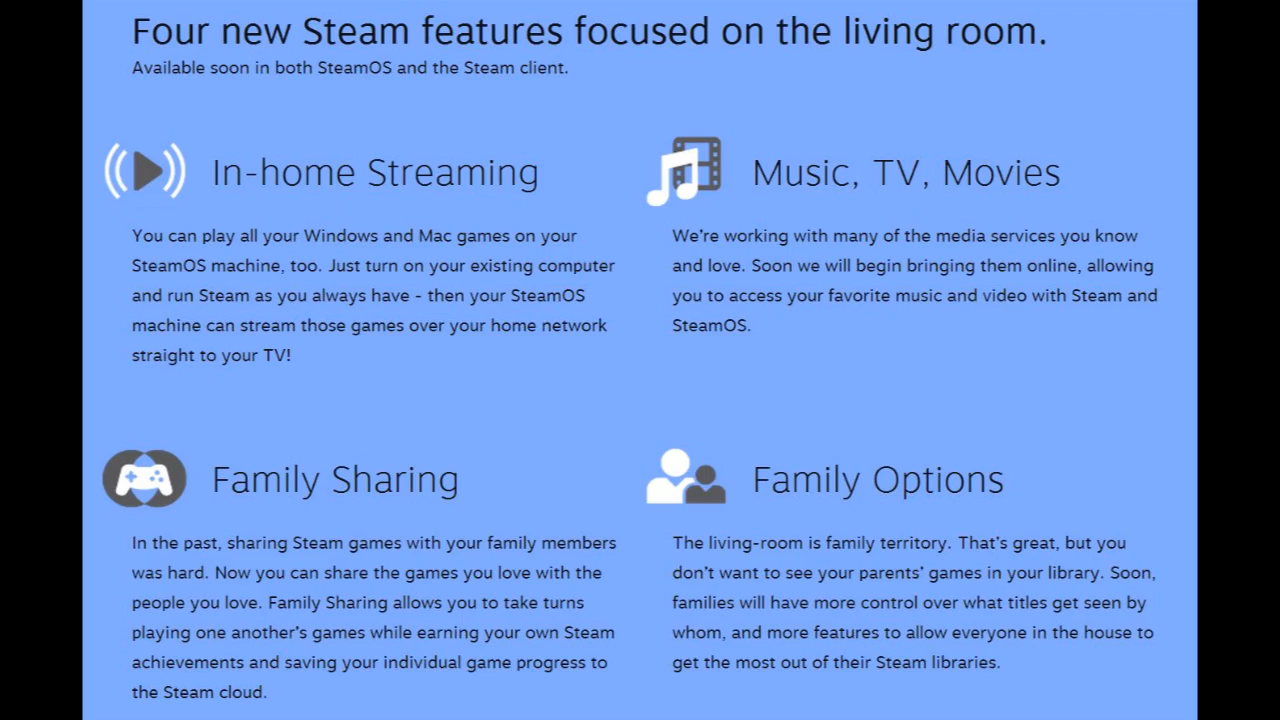 Four new Steam features focused on the living room.
Available soon in both SteamOS and the Steam client.
In-home Streaming
You can play all your Windows and Mac games on your
SteamOS machine, too. Just turn on your existing computer
and run Steam as you always have - then your SteamOS
machine can stream those games over your home network
straight to your TV!
Music, TV, Movies
We're working with many of the media services you know
and love. Soon we will begin bringing them online, allowing
you to access your favorite music and video with Steam and
SteamOS.
Family Sharing
In the past, sharing Steam games with your family members
was hard. Now you can share the games you love with the
people you love. Family Sharing allows you to take turns
playing one another's games while earning your own Steam
achievements and saving your individual game progress to
the Steam cloud.
Family Options
The living-room is family territory. That's great, but you
don't want to see your parents' games in your library. Soon,
families will have more control over what titles get seen by
whom, and more features to allow everyone in the house to
get the most out of their Steam libraries.